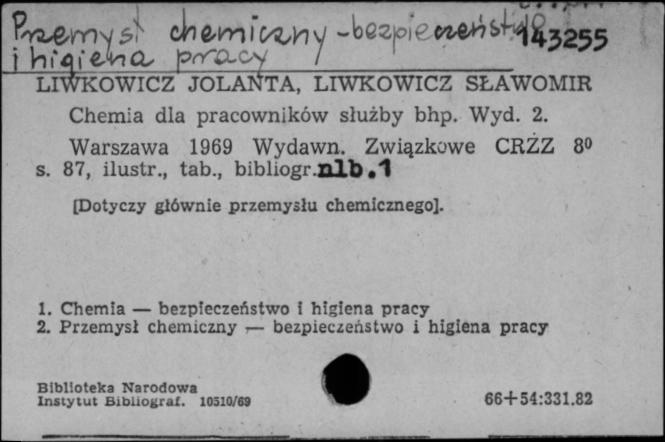 Przemysł chemiczny - bezpieczeństwo
143255
i higiena pracy
LIWKOWICZ JOLANTA, LIWKOWICZ SŁAWOMIR
Chemia dla pracowników służby bhp. Wyd. 2.
Warszawa 1969 Wydawn. Związkowe CRZZ 8⁰
s. 87, ilustr., tab., bibliogr. nlb. 1
[Dotyczy głównie przemysłu chemicznego].
1. Chemia — bezpieczeństwo i higiena pracy
2. Przemysł chemiczny — bezpieczeństwo i higiena pracy
Biblioteka Narodowa
Instytut Bibliograf. 10510/69
66+54:331.82